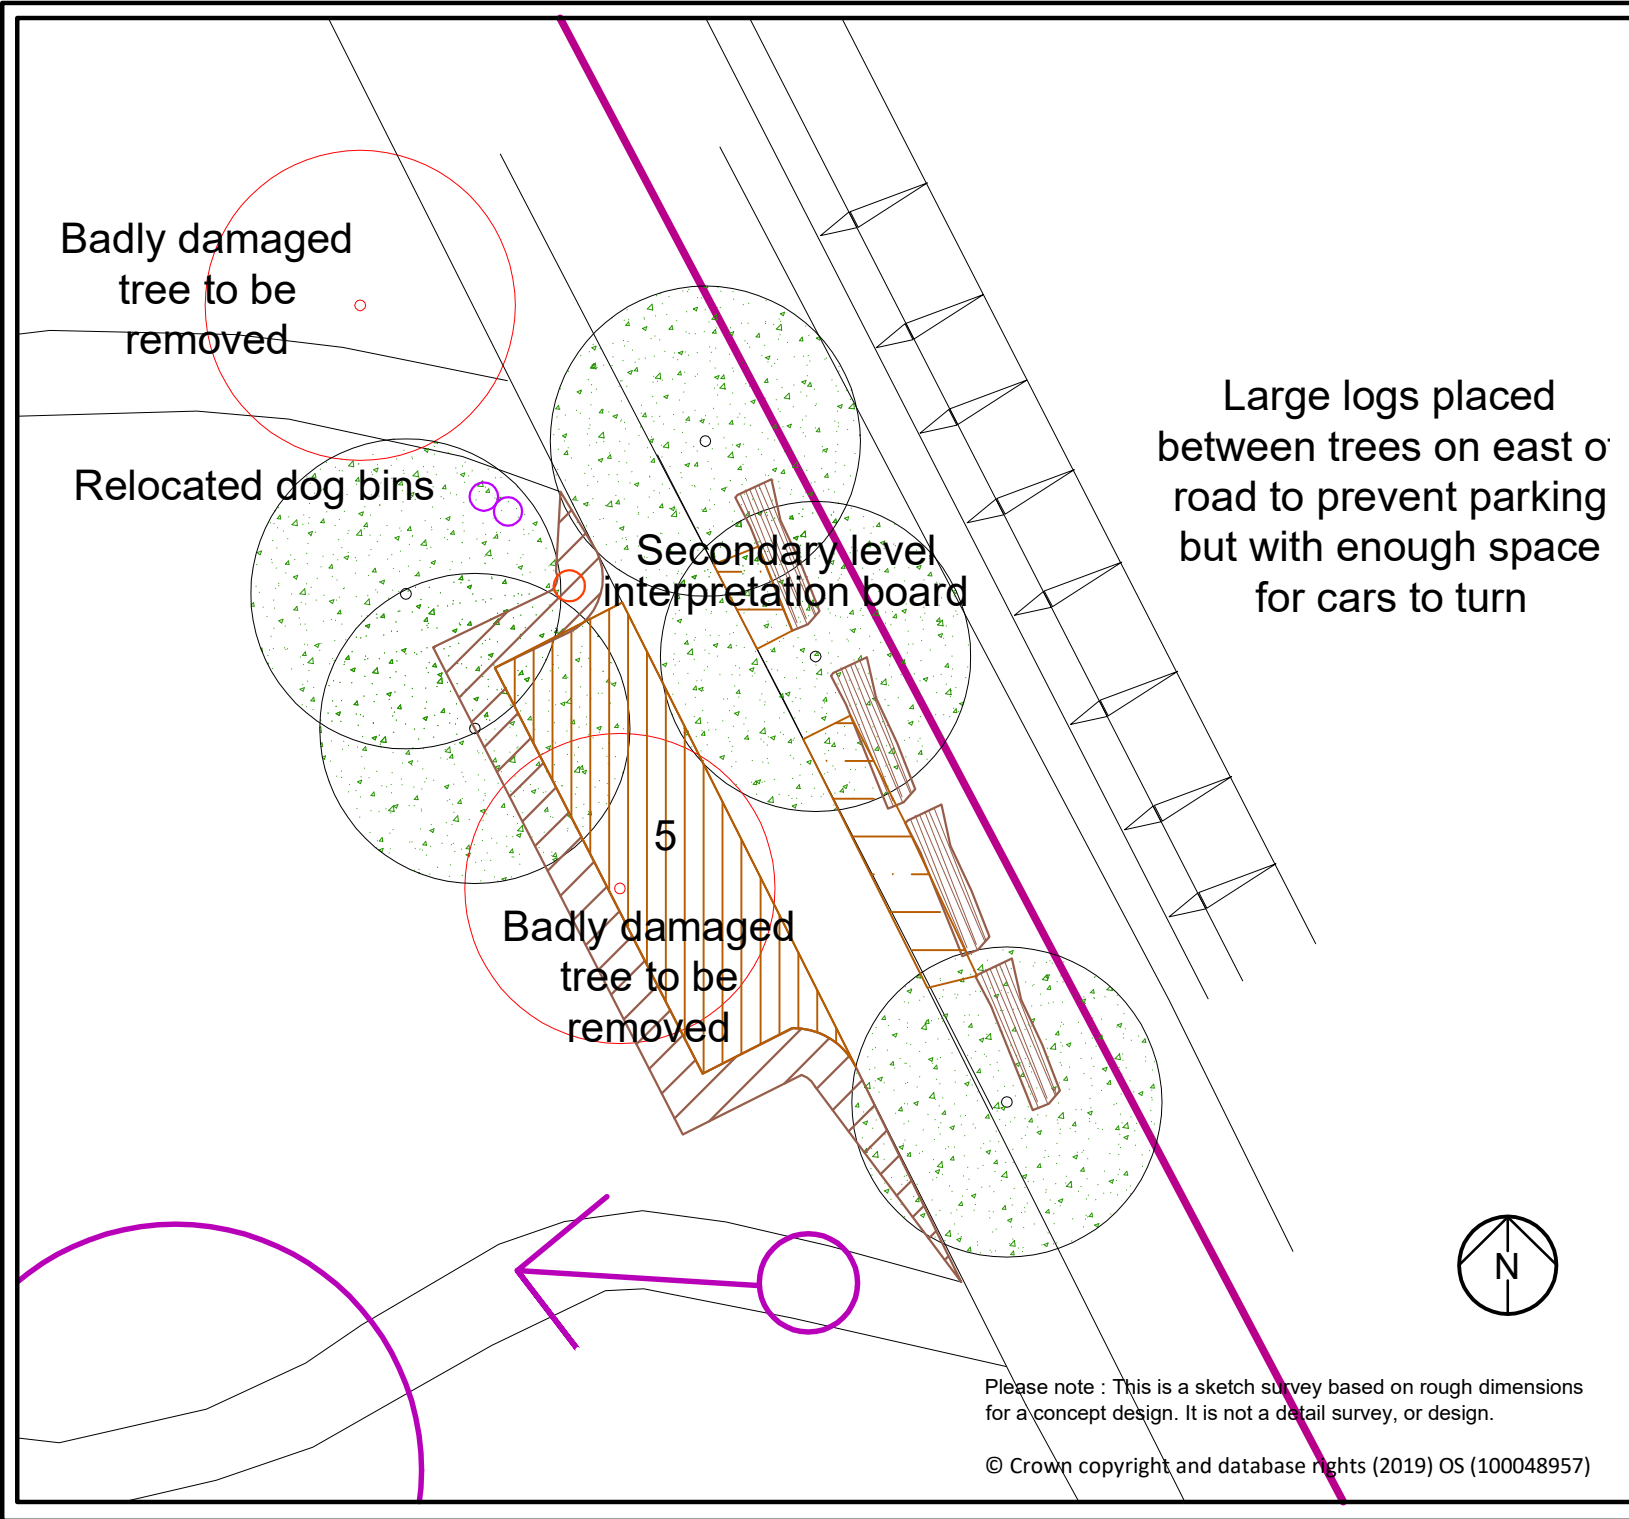 Badly damaged
tree to be
removed
Relocated dog bins
Large logs placed
between trees on east o
road to prevent parking
but with enough space
for cars to turn
Secondary level
interpretation board
5
Badly damaged
tree to be
removed
N
Please note : This is a sketch survey based on rough dimensions
for a concept design. It is not a detail survey, or design.
© Crown copyright and database rights (2019) OS (100048957)